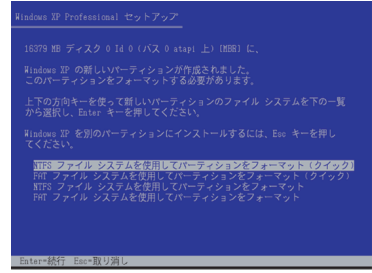 Windows XP Professional セットアップ
16379 MB ディスク 0 Id 0 (バス 0 atapi 上) [MBR] に、
Windows XP の新しいパーティションが作成されました。
このパーティションをフォーマットする必要があります。
上下の方向キーを使って新しいパーティションのファイル システムを下の一覧
から選択し、Enter キーを押してください。
Windows XP を別のパーティションにインストールするには、Esc キーを押し
てください。
NTFS ファイル システムを使用してパーティションをフォーマット (クイック)
FAT ファイル システムを使用してパーティションをフォーマット (クイック)
NTFS ファイル システムを使用してパーティションをフォーマット
FAT ファイル システムを使用してパーティションをフォーマット
Enter=続行 Esc=取り消し